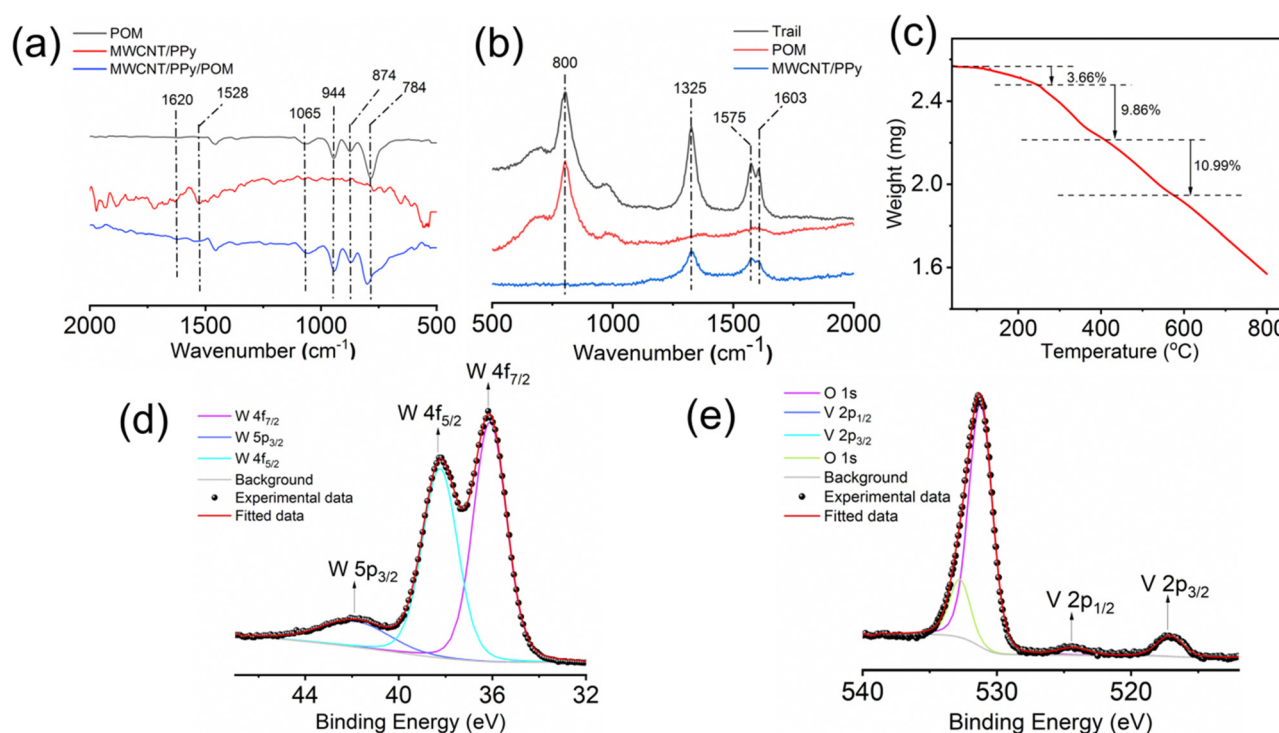 (a)
POM
MWCNT/PPy
MWCNT/PPy/POM
1620
1528
1065
944
874
784
2000
1500
1000
500
Wavenumber (cm⁻¹)
(b)
Trail
POM
MWCNT/PPy
800
1325
1575
1603
500
1000
1500
2000
Wavenumber (cm⁻¹)
(c)
Weight (mg)
2.4
2.0
1.6
3.66%
9.86%
10.99%
200
400
600
800
Temperature (°C)
(d)
W 4f₇/₂
W 5p₃/₂
W 4f₅/₂
Background
Experimental data
Fitted data
W 5p₃/₂
W 4f₅/₂
W 4f₇/₂
44
40
36
32
Binding Energy (eV)
(e)
O 1s
V 2p₁/₂
V 2p₃/₂
O 1s
Background
Experimental data
Fitted data
V 2p₁/₂
V 2p₃/₂
540
530
520
Binding Energy (eV)